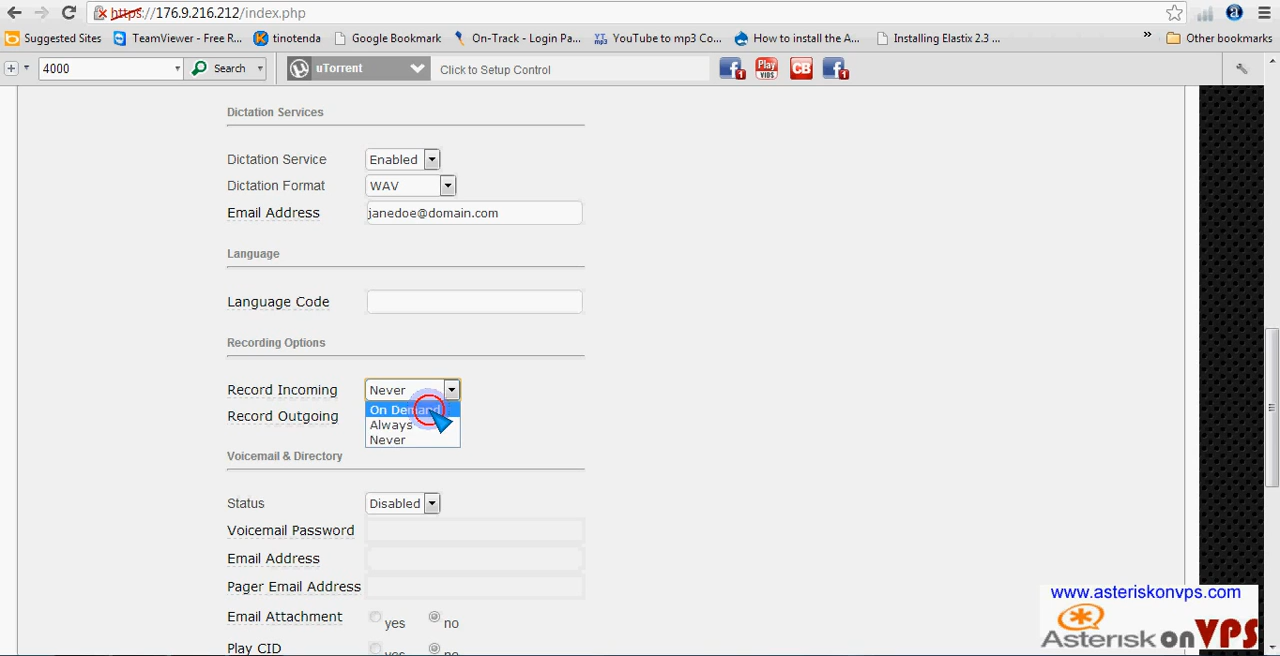 https://176.9.216.212/index.php
Suggested Sites
TeamViewer - Free R...
tinotenda
Google Bookmark
On-Track - Login Pa...
YouTube to mp3 Co...
How to install the A...
Installing Elastix 2.3 ...
»
Other bookmarks
4000
Search
uTorrent
Click to Setup Control
Dictation Services
Dictation Service
Enabled
Dictation Format
WAV
Email Address
janedoe@domain.com
Language
Language Code
Recording Options
Record Incoming
Never
On Demand
Record Outgoing
Always
Never
Voicemail & Directory
Status
Disabled
Voicemail Password
Email Address
Pager Email Address
Email Attachment
yes
no
Play CID
yes
no
www.asteriskonvps.com
Asterisk on VPS